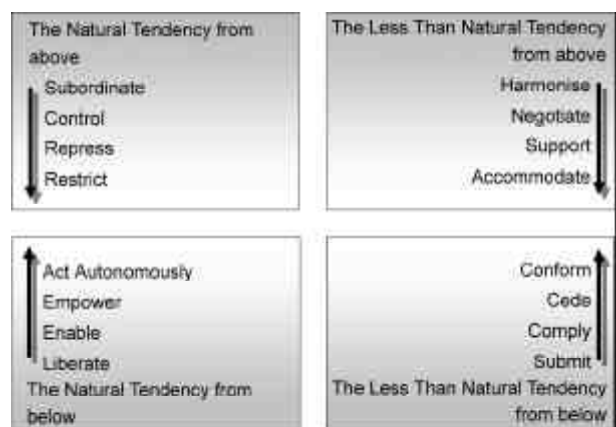 The Natural Tendency from
above
Subordinate
Control
Repress
Restrict
The Less Than Natural Tendency
from above
Harmonise
Negotiate
Support
Accommodate
Act Autonomously
Empower
Enable
Liberate
The Natural Tendency from
below
Conform
Cede
Comply
Submit
The Less Than Natural Tendency
from below